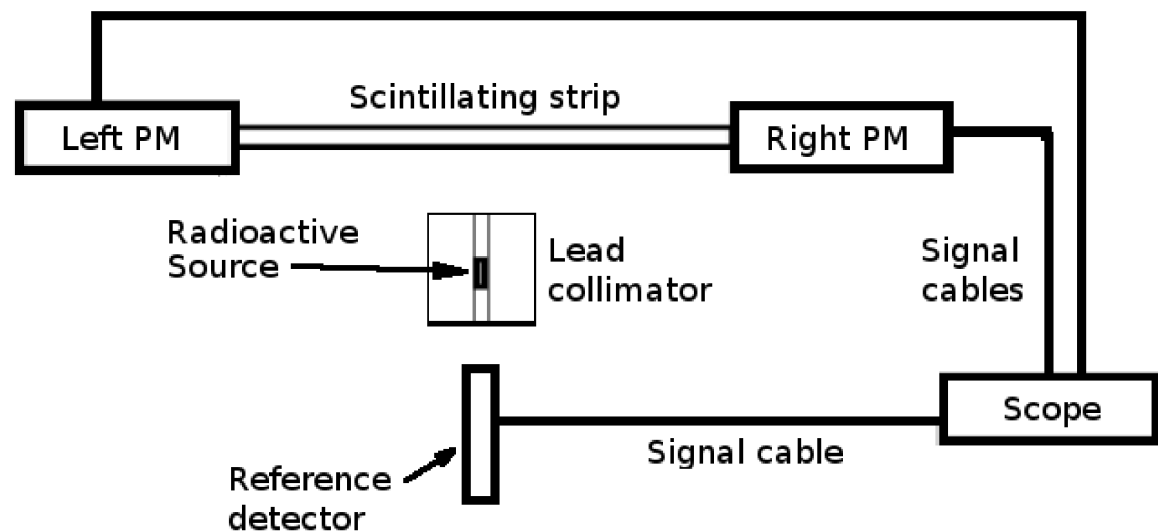 Scintillating strip
Left PM
Right PM
Radioactive
Source
Lead
collimator
Signal
cables
Scope
Signal cable
Reference
detector